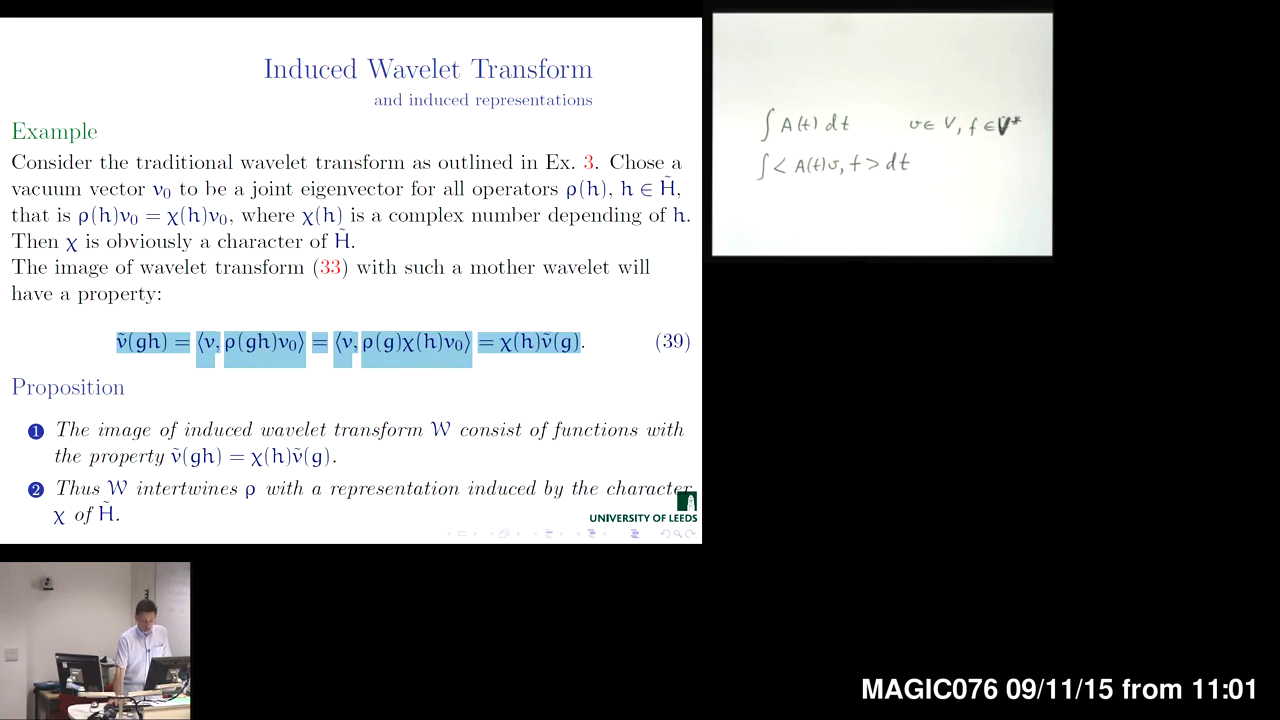 Induced Wavelet Transform
and induced representations
Example
Consider the traditional wavelet transform as outlined in Ex. 3. Chose a
vacuum vector v₀ to be a joint eigenvector for all operators ρ(h), h ∈ H̃,
that is ρ(h)v₀ = χ(h)v₀, where χ(h) is a complex number depending of h.
Then χ is obviously a character of H̃.
The image of wavelet transform (33) with such a mother wavelet will
have a property:
ṽ(gh) = ⟨v, ρ(gh)v₀⟩ = ⟨v, ρ(g)χ(h)v₀⟩ = χ(h)ṽ(g). (39)
Proposition
1 The image of induced wavelet transform W consist of functions with
the property ṽ(gh) = χ(h)ṽ(g).
2 Thus W intertwines ρ with a representation induced by the character
χ of H̃.
UNIVERSITY OF LEEDS
∫ A(t) dt υ ∈ V, f ∈ V*
∫ < A(t)υ, f > dt
MAGIC076 09/11/15 from 11:01